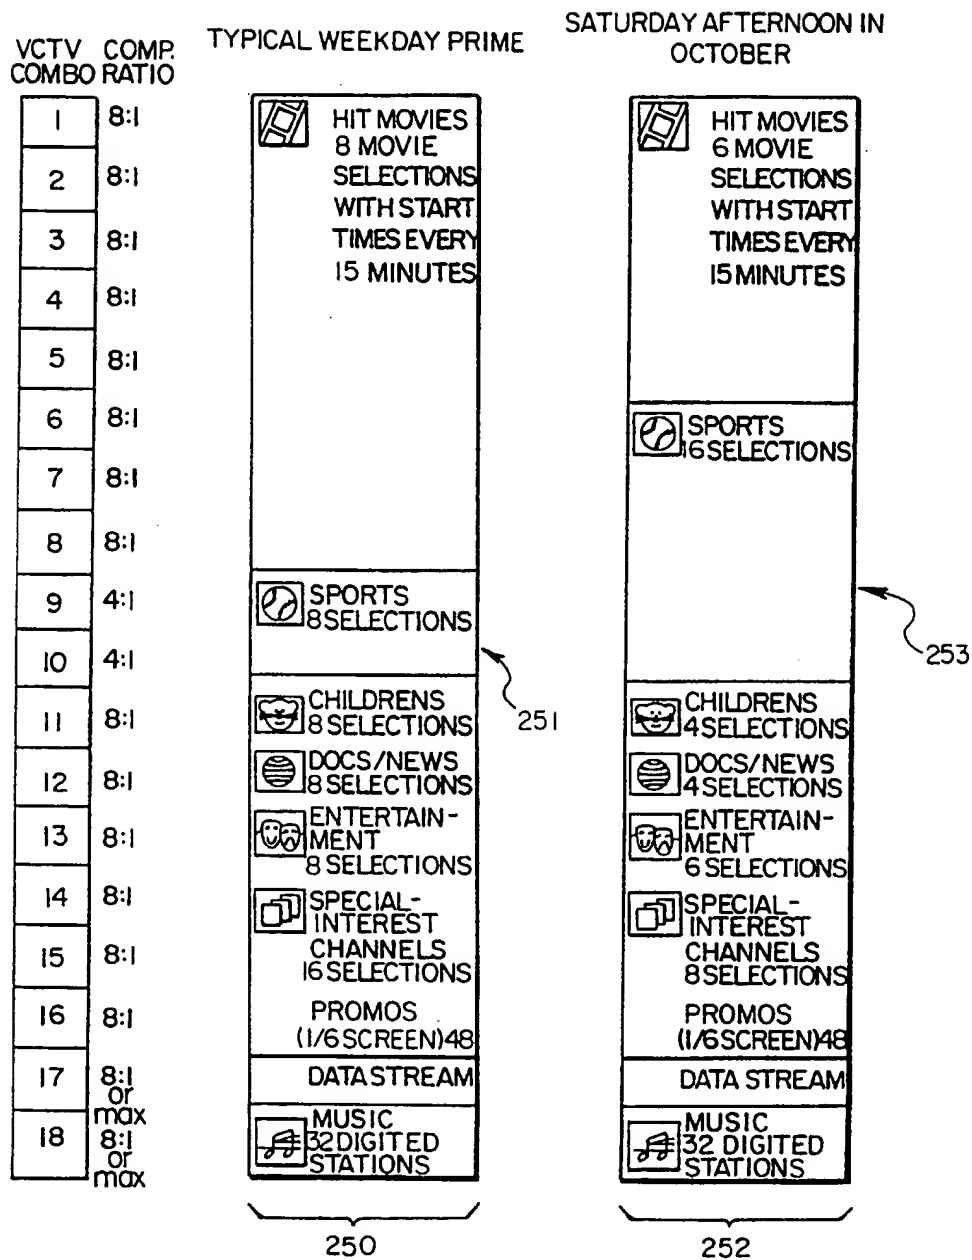 VCTV COMP.
COMBO RATIO
1 8:1
2 8:1
3 8:1
4 8:1
5 8:1
6 8:1
7 8:1
8 8:1
9 4:1
10 4:1
11 8:1
12 8:1
13 8:1
14 8:1
15 8:1
16 8:1
17 8:1
or
max
18 8:1
or
max
TYPICAL WEEKDAY PRIME
HIT MOVIES
8 MOVIE
SELECTIONS
WITH START
TIMES EVERY
15 MINUTES
SPORTS
8 SELECTIONS
CHILDRENS
8 SELECTIONS
DOCS/NEWS
8 SELECTIONS
ENTERTAIN-
MENT
8 SELECTIONS
SPECIAL-
INTEREST
CHANNELS
16 SELECTIONS
PROMOS
(1/6 SCREEN)48
DATA STREAM
MUSIC
32 DIGITED
STATIONS
251
250
SATURDAY AFTERNOON IN
OCTOBER
HIT MOVIES
6 MOVIE
SELECTIONS
WITH START
TIMES EVERY
15 MINUTES
SPORTS
16 SELECTIONS
CHILDRENS
4 SELECTIONS
DOCS/NEWS
4 SELECTIONS
ENTERTAIN-
MENT
6 SELECTIONS
SPECIAL-
INTEREST
CHANNELS
8 SELECTIONS
PROMOS
(1/6 SCREEN)48
DATA STREAM
MUSIC
32 DIGITED
STATIONS
253
252